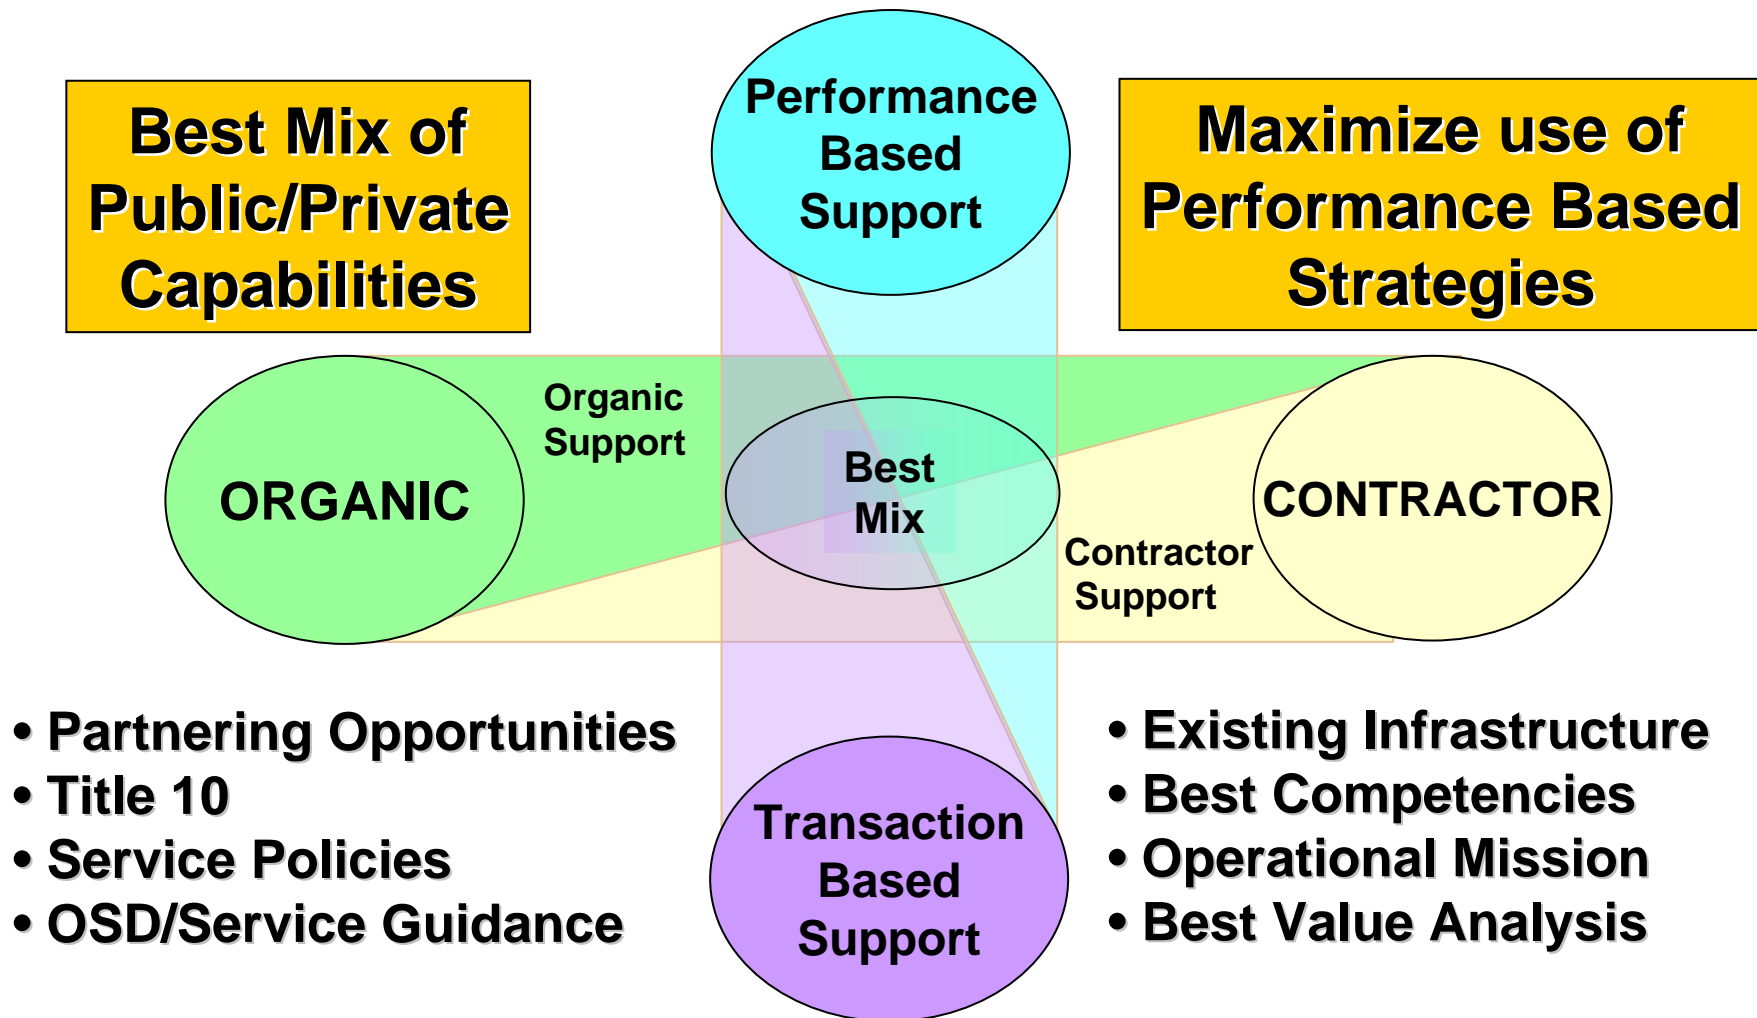 Best Mix of
Public/Private
Capabilities
Performance
Based
Support
Maximize use of
Performance Based
Strategies
Organic
Support
ORGANIC
Best
Mix
CONTRACTOR
Contractor
Support
• Partnering Opportunities
• Title 10
• Service Policies
• OSD/Service Guidance
Transaction
Based
Support
• Existing Infrastructure
• Best Competencies
• Operational Mission
• Best Value Analysis